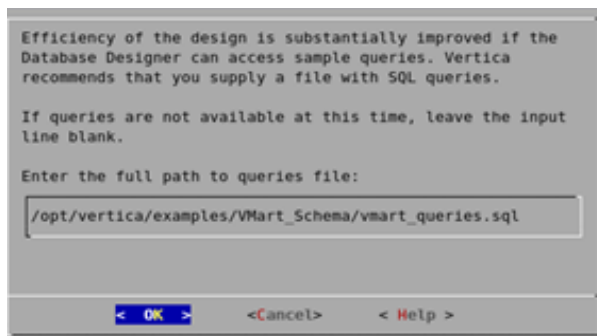 Efficiency of the design is substantially improved if the
Database Designer can access sample queries. Vertica
recommends that you supply a file with SQL queries.
If queries are not available at this time, leave the input
line blank.
Enter the full path to queries file:
/opt/vertica/examples/VMart_Schema/vmart_queries.sql
< OK > <Cancel> < Help >